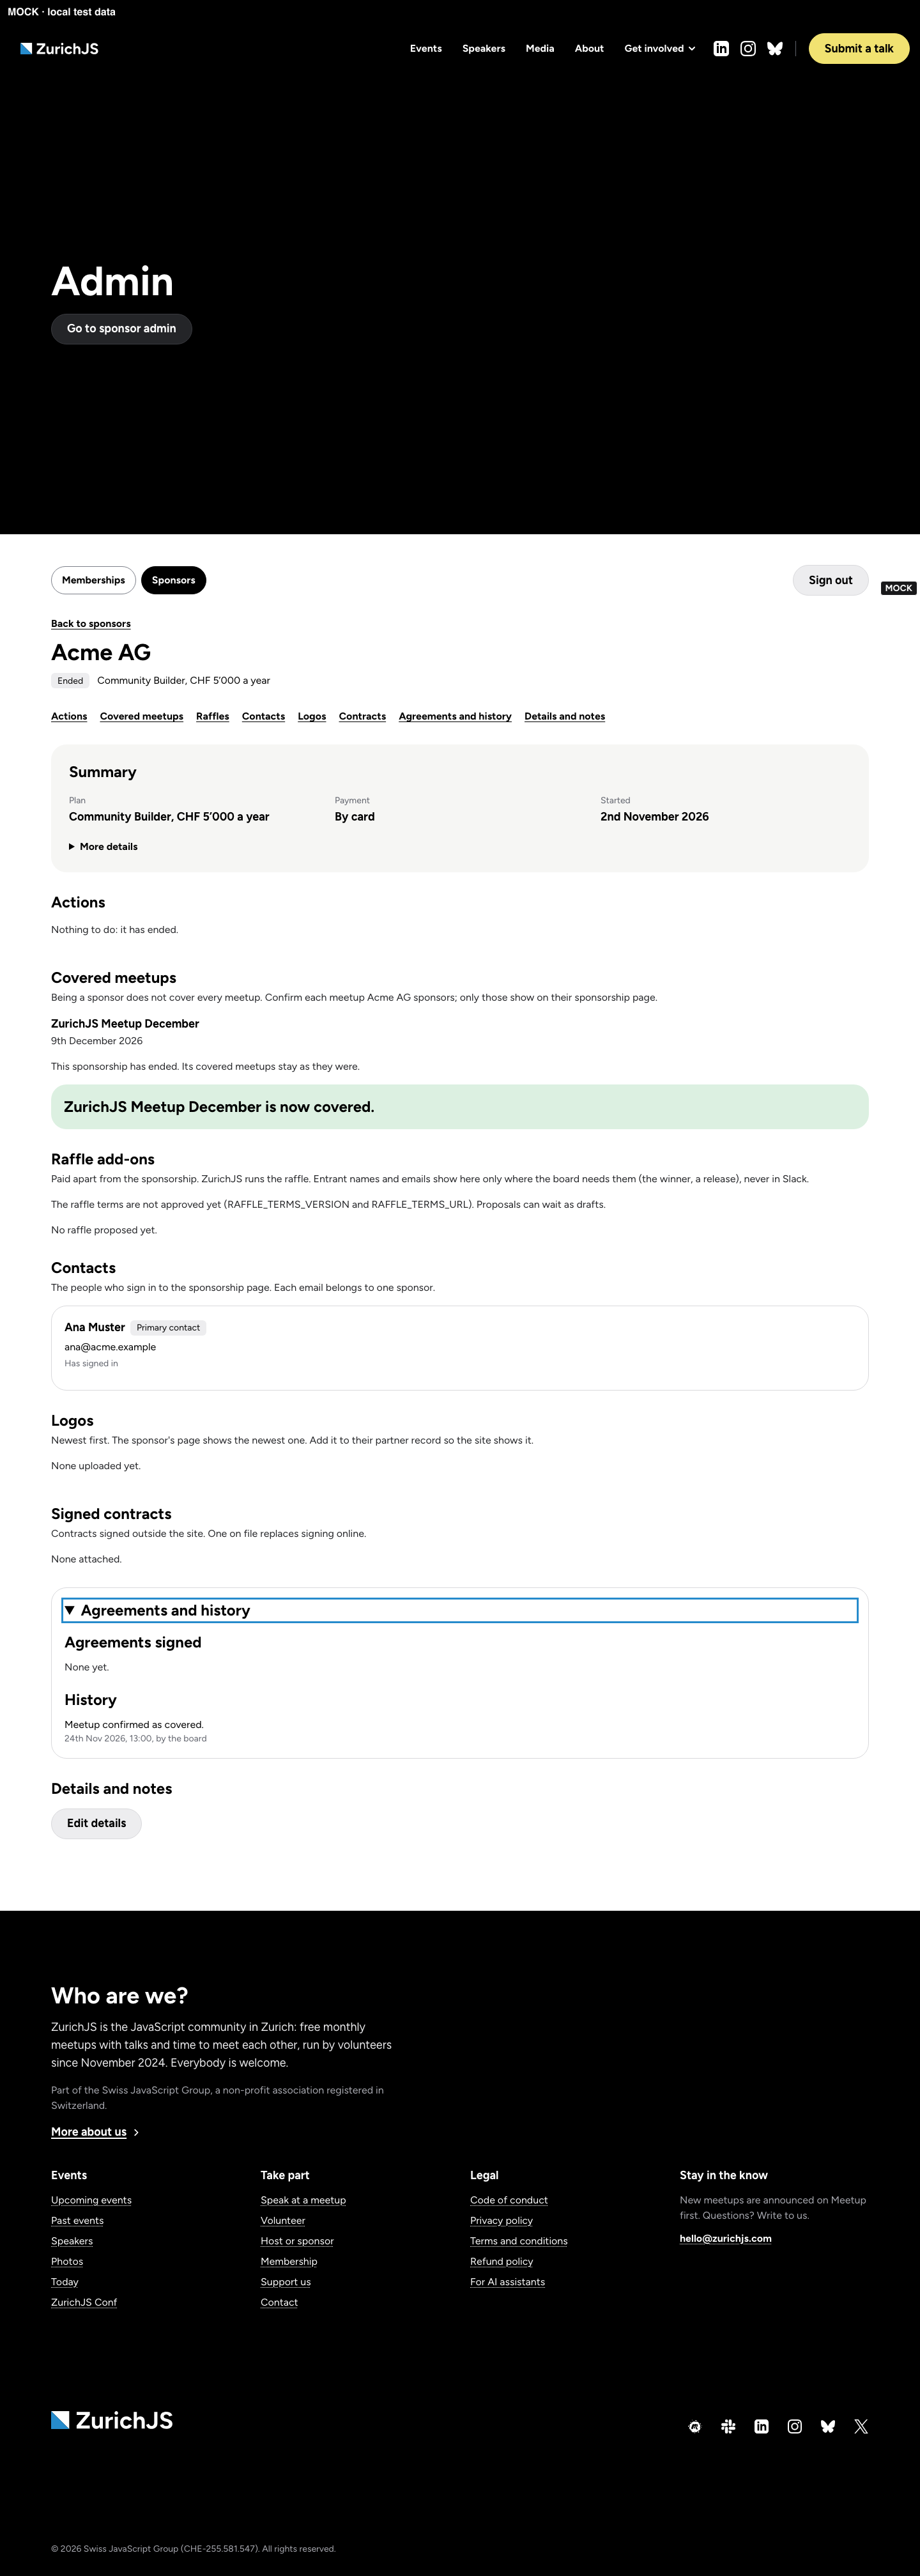 MOCK · local test data
ZurichJS
Events
Speakers
Media
About
Get involved
Submit a talk
Admin
Go to sponsor admin
Memberships
Sponsors
Sign out
MOCK
Back to sponsors
Acme AG
Ended
Community Builder, CHF 5'000 a year
Actions
Covered meetups
Raffles
Contacts
Logos
Contracts
Agreements and history
Details and notes
Summary
Plan
Community Builder, CHF 5’000 a year
Payment
By card
Started
2nd November 2026
More details
Actions
Nothing to do: it has ended.
Covered meetups
Being a sponsor does not cover every meetup. Confirm each meetup Acme AG sponsors; only those show on their sponsorship page.
ZurichJS Meetup December
9th December 2026
This sponsorship has ended. Its covered meetups stay as they were.
ZurichJS Meetup December is now covered.
Raffle add-ons
Paid apart from the sponsorship. ZurichJS runs the raffle. Entrant names and emails show here only where the board needs them (the winner, a release), never in Slack.
The raffle terms are not approved yet (RAFFLE_TERMS_VERSION and RAFFLE_TERMS_URL). Proposals can wait as drafts.
No raffle proposed yet.
Contacts
The people who sign in to the sponsorship page. Each email belongs to one sponsor.
Ana Muster
Primary contact
ana@acme.example
Has signed in
Logos
Newest first. The sponsor's page shows the newest one. Add it to their partner record so the site shows it.
None uploaded yet.
Signed contracts
Contracts signed outside the site. One on file replaces signing online.
None attached.
Agreements and history
Agreements signed
None yet.
History
Meetup confirmed as covered.
24th Nov 2026, 13:00, by the board
Details and notes
Edit details
Who are we?
ZurichJS is the JavaScript community in Zurich: free monthly
meetups with talks and time to meet each other, run by volunteers
since November 2024. Everybody is welcome.
Part of the Swiss JavaScript Group, a non-profit association registered in
Switzerland.
More about us
Events
Upcoming events
Past events
Speakers
Photos
Today
ZurichJS Conf
Take part
Speak at a meetup
Volunteer
Host or sponsor
Membership
Support us
Contact
Legal
Code of conduct
Privacy policy
Terms and conditions
Refund policy
For AI assistants
Stay in the know
New meetups are announced on Meetup
first. Questions? Write to us.
hello@zurichjs.com
ZurichJS
© 2026 Swiss JavaScript Group (CHE-255.581.547). All rights reserved.